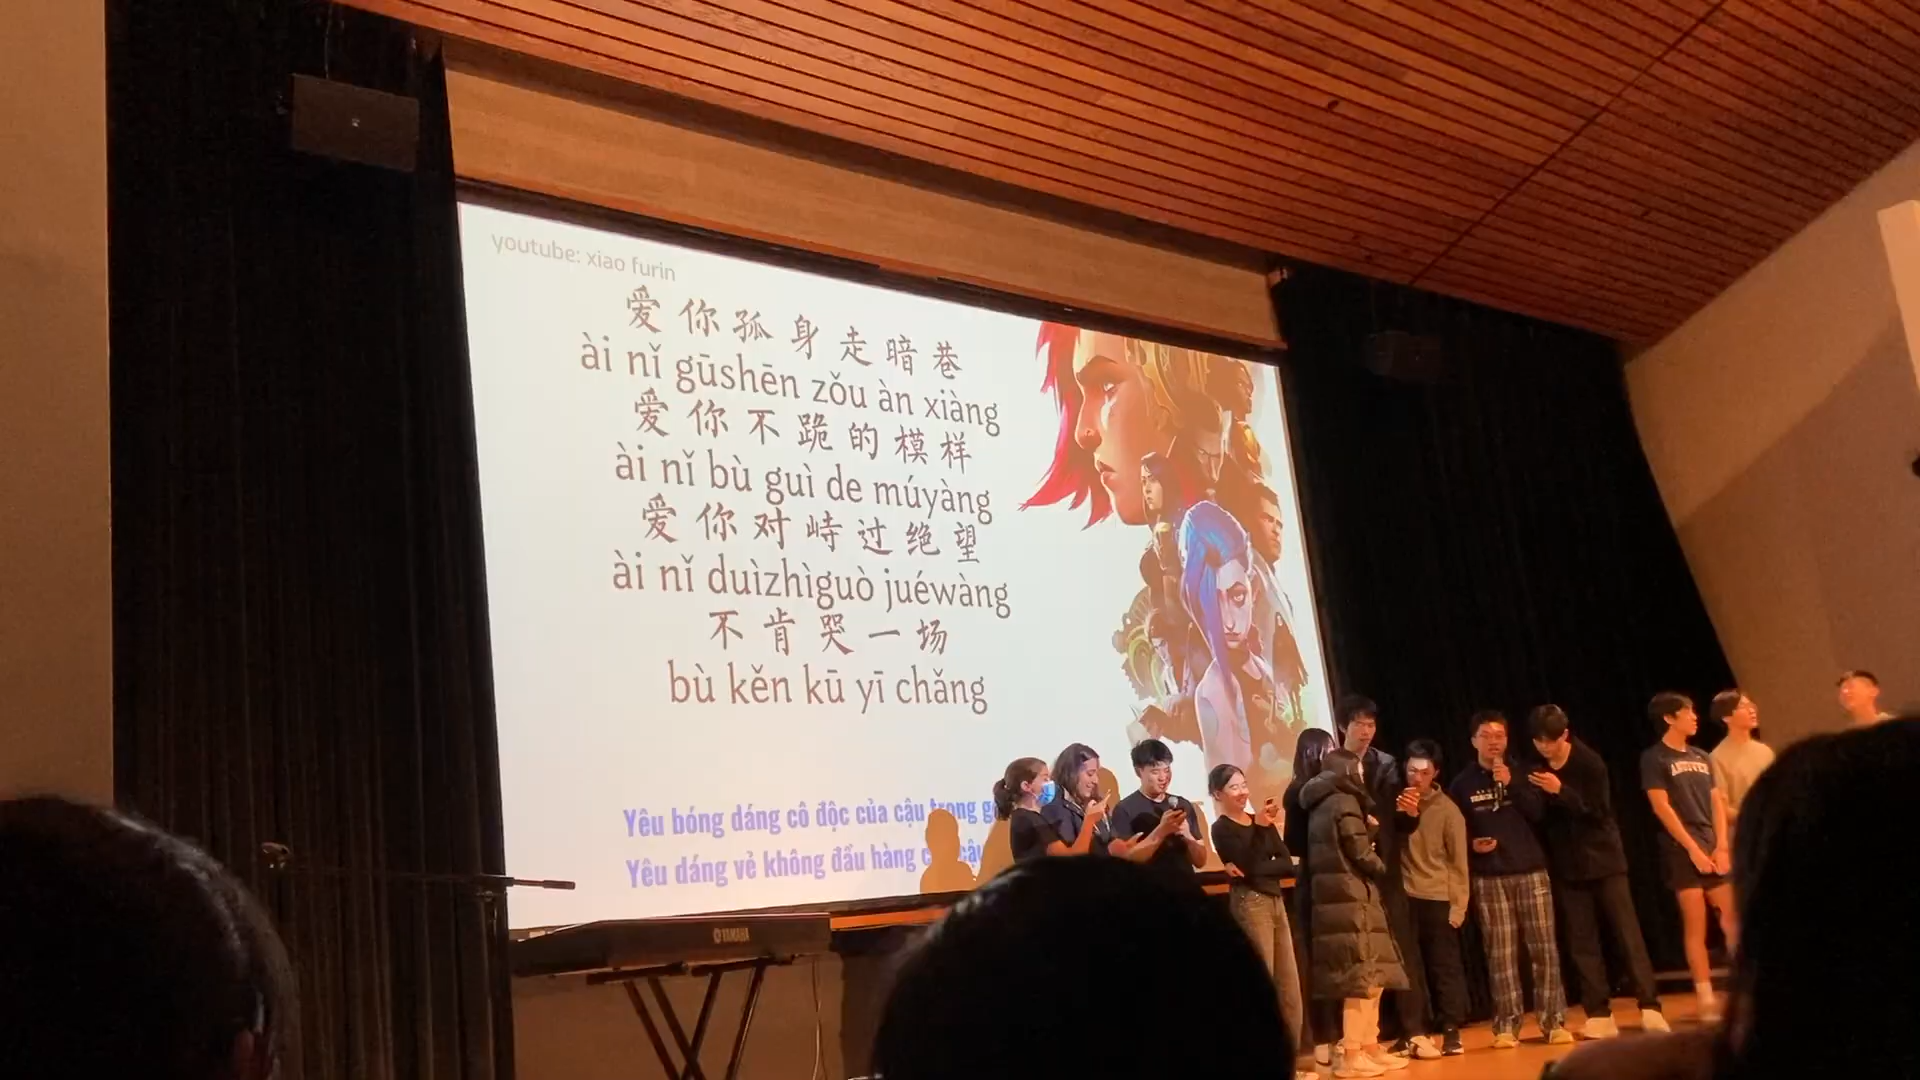 youtube: xiao furin
爱你孤身走暗巷
ài nǐ gūshēn zǒu àn xiàng
爱你不跪的模样
ài nǐ bù guì de múyàng
爱你对峙过绝望
ài nǐ duìzhìguò juéwàng
不肯哭一场
bù kěn kū yī chǎng
Yêu bóng dáng cô độc của cậu trong
Yêu dáng vẻ không đầu hàng
YAMAHA
ANDOVER